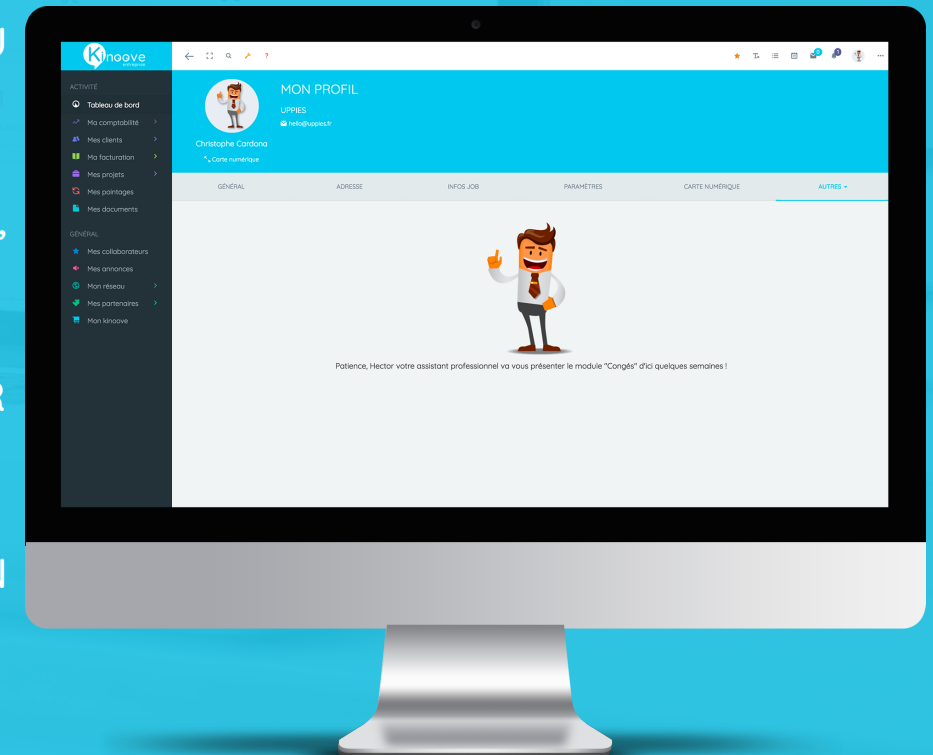 Kinoove
entreprise
ACTIVITÉ
Tableau de bord
Ma comptabilité
Mes clients
Ma facturation
Mes projets
Mes pointages
Mes documents
GÉNÉRAL
Mes collaborateurs
Mes annonces
Mon réseau
Mes partenaires
Mon kinoove
?
MON PROFIL
UPPIES
hello@uppies.fr
Christophe Cardona
Carte numérique
GÉNÉRAL
ADRESSE
INFOS JOB
PARAMÈTRES
CARTE NUMÉRIQUE
AUTRES
Patience, Hector votre assistant professionnel va vous présenter le module "Congés" d'ici quelques semaines !